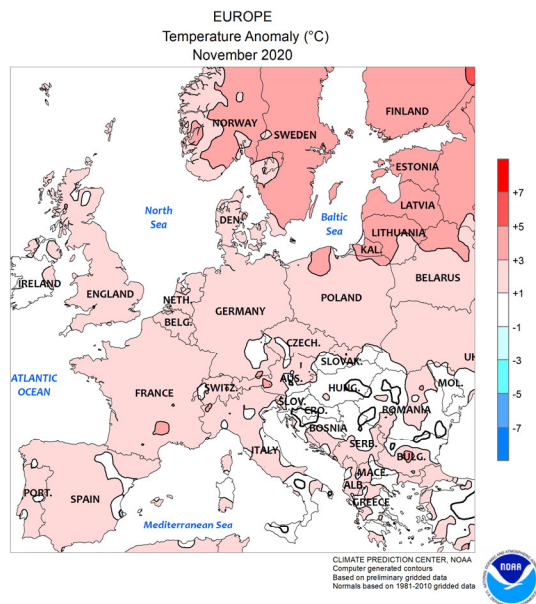 EUROPE
Temperature Anomaly (°C)
November 2020
FINLAND
NORWAY
SWEDEN
ESTONIA
North
Sea
Baltic
Sea
LATVIA
DEN.
LITHUANIA
KAL.
IRELAND
ENGLAND
NETH.
BELG.
GERMANY
POLAND
BELARUS
CZECH.
SLOVAK.
UK
ATLANTIC
OCEAN
FRANCE
SWITZ.
AUS.
HUNG.
MOL.
SLOV.
CRO.
ROMANIA
BOSNIA
ITALY
SERB.
BULG.
PORT.
SPAIN
MACE.
ALB.
GREECE
Mediterranean Sea
+7
+5
+3
+1
-1
-3
-5
-7
CLIMATE PREDICTION CENTER, NOAA
Computer generated contours
Based on preliminary gridded data
Normals based on 1981-2010 gridded data
NOAA